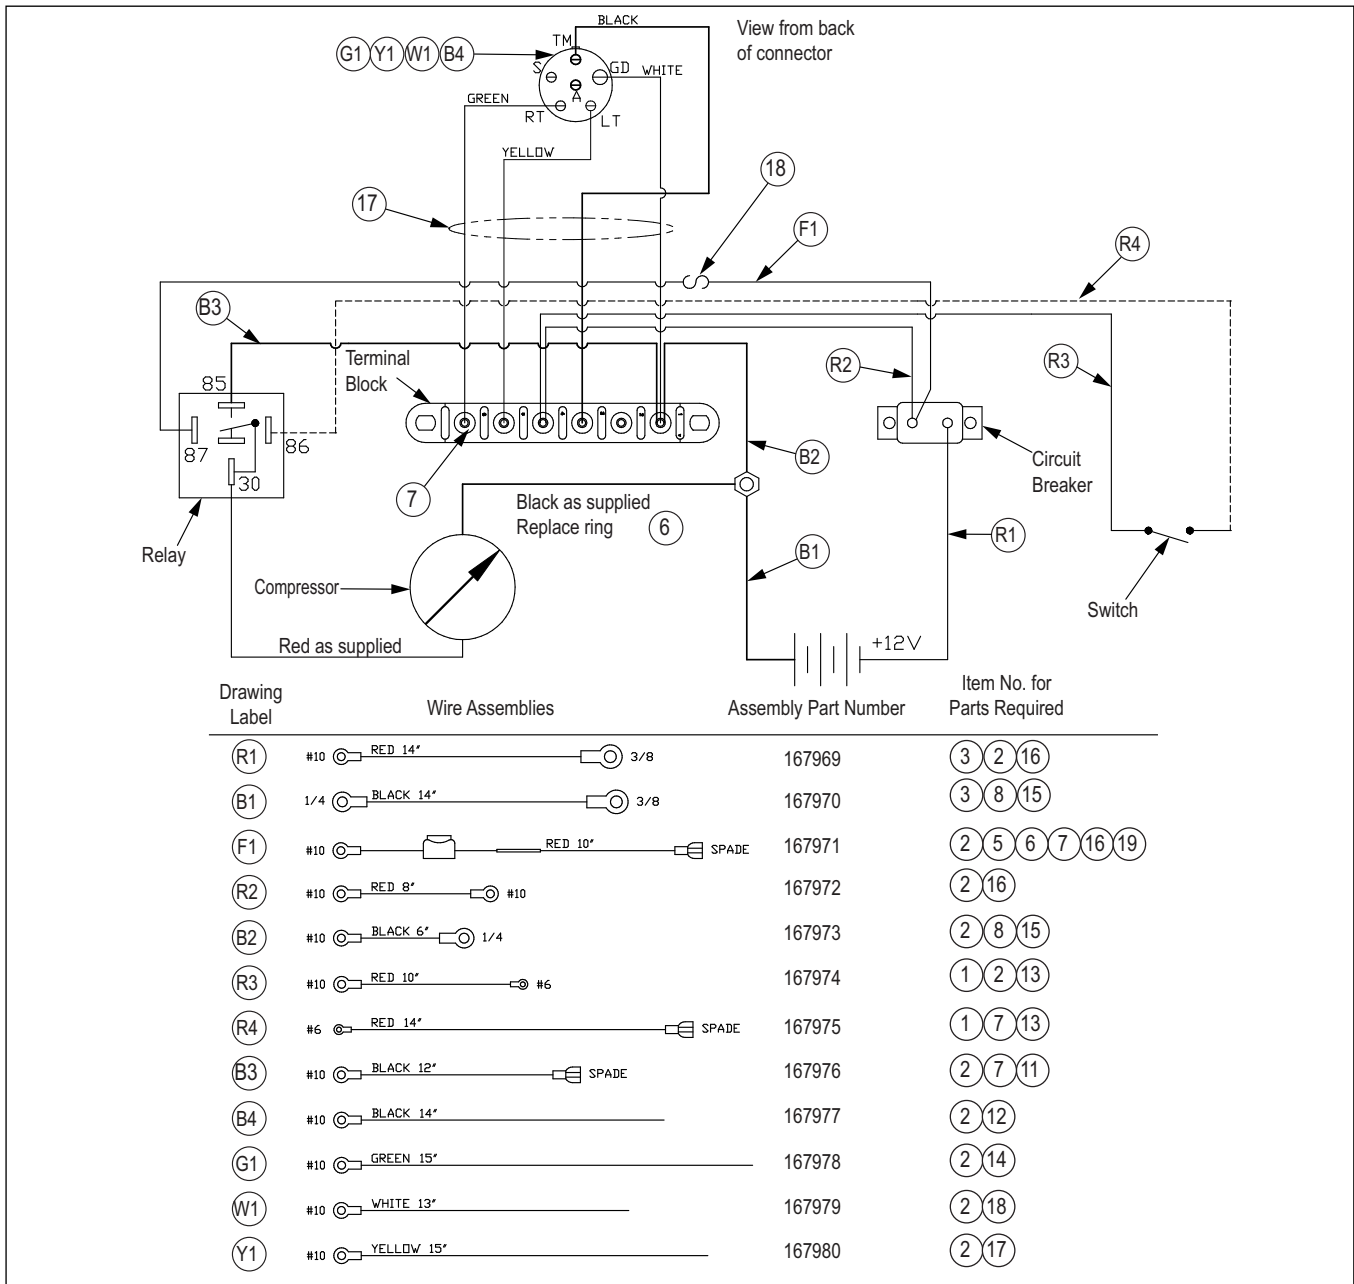 BLACK
View from back
of connector
TM
G1 Y1 W1 B4
S
GD
WHITE
A
GREEN
RT
LT
YELLOW
18
17
F1
R4
B3
Terminal
Block
R2
R3
85
87
86
30
B2
7
Circuit
Breaker
Black as supplied
Replace ring
6
R1
Relay
B1
Compressor
Switch
Red as supplied
+12V
Drawing
Label
Wire Assemblies
Assembly Part Number
Item No. for
Parts Required
R1 #10 RED 14" 3/8 167969 3 2 16
B1 1/4 BLACK 14" 3/8 167970 3 8 15
F1 #10 RED 10" SPADE 167971 2 5 6 7 16 19
R2 #10 RED 8" #10 167972 2 16
B2 #10 BLACK 6" 1/4 167973 2 8 15
R3 #10 RED 10" #6 167974 1 2 13
R4 #6 RED 14" SPADE 167975 1 7 13
B3 #10 BLACK 12" SPADE 167976 2 7 11
B4 #10 BLACK 14" 167977 2 12
G1 #10 GREEN 15" 167978 2 14
W1 #10 WHITE 13" 167979 2 18
Y1 #10 YELLOW 15" 167980 2 17